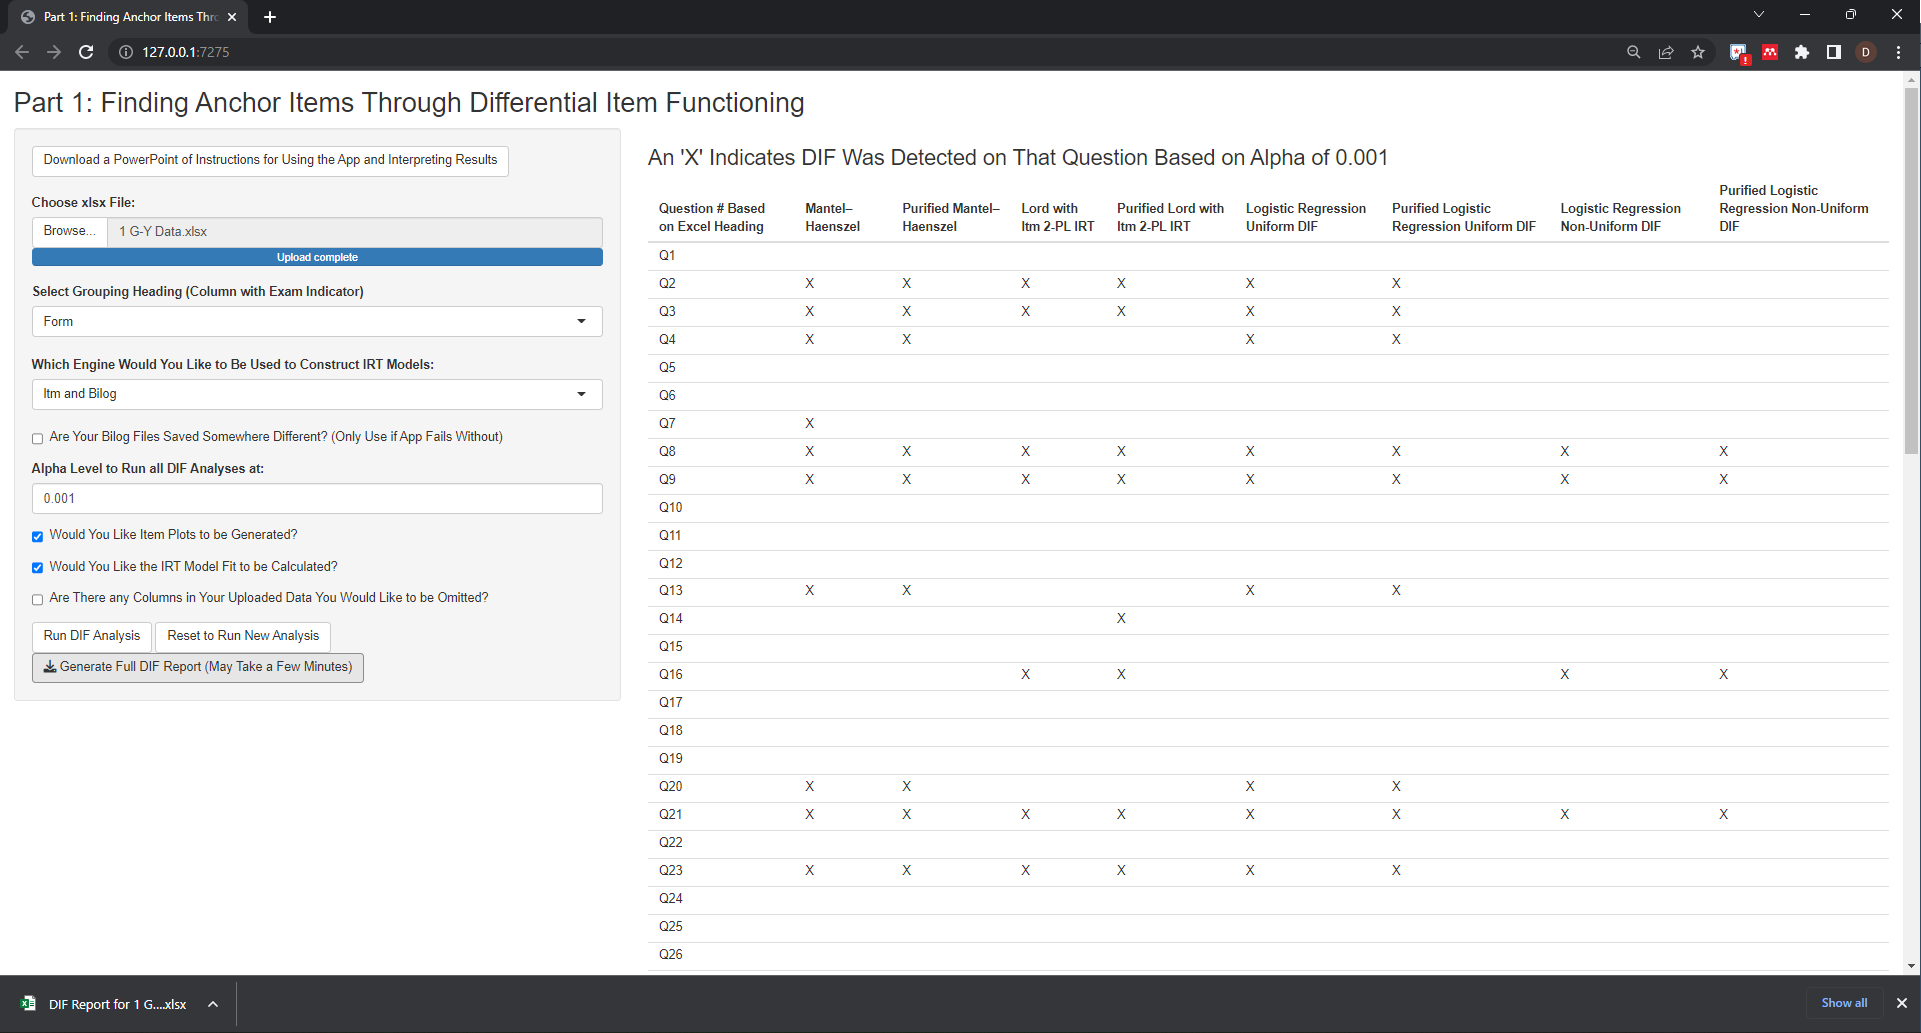 Part 1: Finding Anchor Items Thro
127.0.0.1:7275
D
Part 1: Finding Anchor Items Through Differential Item Functioning
Download a PowerPoint of Instructions for Using the App and Interpreting Results
Choose xlsx File:
Browse... 1 G-Y Data.xlsx
Upload complete
Select Grouping Heading (Column with Exam Indicator)
Form
Which Engine Would You Like to Be Used to Construct IRT Models:
ltm and Bilog
Are Your Bilog Files Saved Somewhere Different? (Only Use if App Fails Without)
Alpha Level to Run all DIF Analyses at:
0.001
Would You Like Item Plots to be Generated?
Would You Like the IRT Model Fit to be Calculated?
Are There any Columns in Your Uploaded Data You Would Like to be Omitted?
Run DIF Analysis Reset to Run New Analysis
Generate Full DIF Report (May Take a Few Minutes)
An 'X' Indicates DIF Was Detected on That Question Based on Alpha of 0.001
Purified Logistic
Question # Based Mantel– Purified Mantel– Lord with Purified Lord with Logistic Regression Purified Logistic Logistic Regression Regression Non-Uniform
on Excel Heading Haenszel Haenszel ltm 2-PL IRT ltm 2-PL IRT Uniform DIF Regression Uniform DIF Non-Uniform DIF DIF
Q1
Q2 X X X X X X
Q3 X X X X X X
Q4 X X X X
Q5
Q6
Q7 X
Q8 X X X X X X X X
Q9 X X X X X X X X
Q10
Q11
Q12
Q13 X X X X
Q14 X
Q15
Q16 X X X X
Q17
Q18
Q19
Q20 X X X X
Q21 X X X X X X X X
Q22
Q23 X X X X X X
Q24
Q25
Q26
DIF Report for 1 G....xlsx
Show all